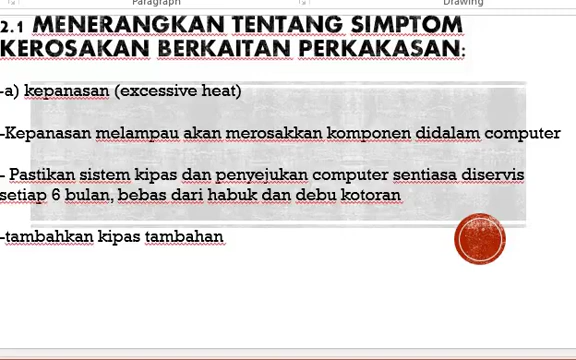 Paragraph
Drawing
2.1 MENERANGKAN TENTANG SIMPTOM
KEROSAKAN BERKAITAN PERKAKASAN:
-a) kepanasan (excessive heat)
-Kepanasan melampau akan merosakkan komponen didalam computer
- Pastikan sistem kipas dan penyejukan computer sentiasa diservis
setiap 6 bulan, bebas dari habuk dan debu kotoran
-tambahkan kipas tambahan